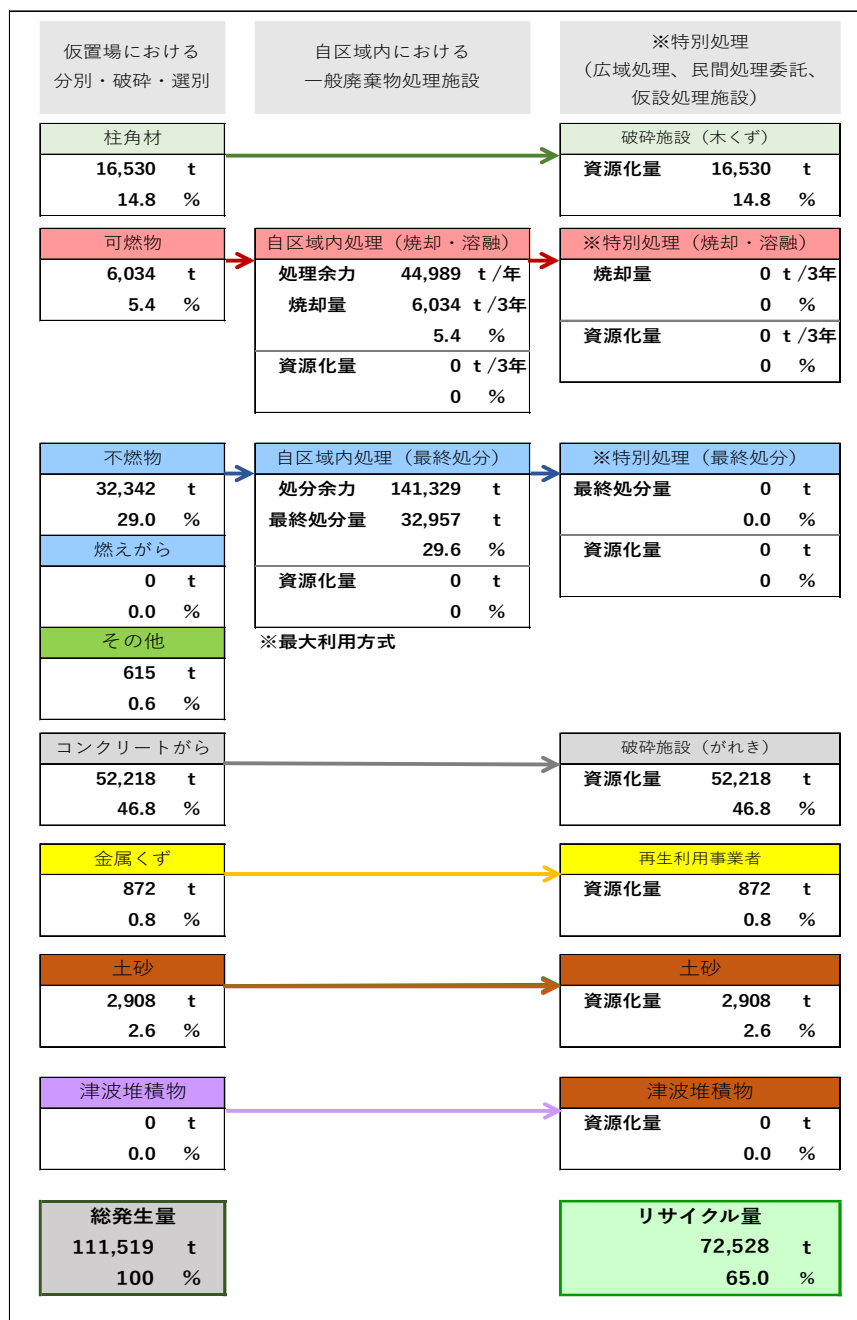 仮置場における
分別・破砕・選別
自区域内における
一般廃棄物処理施設
※特別処理
(広域処理、民間処理委託、
仮設処理施設)
柱角材
16,530 t
14.8 %
破砕施設（木くず）
資源化量 16,530 t
14.8 %
可燃物
6,034 t
5.4 %
自区域内処理（焼却・溶融）
処理余力 44,989 t/年
焼却量 6,034 t/3年
5.4 %
資源化量 0 t/3年
0 %
※特別処理（焼却・溶融）
焼却量 0 t/3年
0 %
資源化量 0 t/3年
0 %
不燃物
32,342 t
29.0 %
燃えがら
0 t
0.0 %
その他
615 t
0.6 %
自区域内処理（最終処分）
処分余力 141,329 t
最終処分量 32,957 t
29.6 %
資源化量 0 t
0 %
※最大利用方式
※特別処理（最終処分）
最終処分量 0 t
0.0 %
資源化量 0 t
0 %
コンクリートがら
52,218 t
46.8 %
破砕施設（がれき）
資源化量 52,218 t
46.8 %
金属くず
872 t
0.8 %
再生利用事業者
資源化量 872 t
0.8 %
土砂
2,908 t
2.6 %
土砂
資源化量 2,908 t
2.6 %
津波堆積物
0 t
0.0 %
津波堆積物
資源化量 0 t
0.0 %
総発生量
111,519 t
100 %
リサイクル量
72,528 t
65.0 %